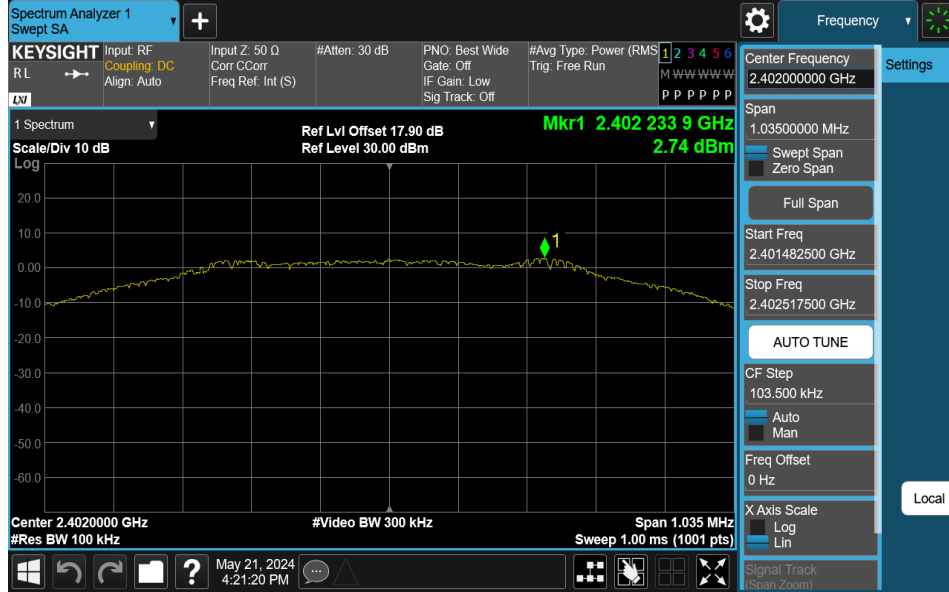 Spectrum Analyzer 1
Swept SA
Frequency
KEYSIGHT
RL
LXI
Input: RF
Coupling: DC
Align: Auto
Input Z: 50 Ω
Corr CCorr
Freq Ref: Int (S)
#Atten: 30 dB
PNO: Best Wide
Gate: Off
IF Gain: Low
Sig Track: Off
#Avg Type: Power (RMS
Trig: Free Run
1 2 3 4 5 6
M W W W W W
P P P P P P
1 Spectrum
Scale/Div 10 dB
Log
Ref Lvl Offset 17.90 dB
Ref Level 30.00 dBm
Mkr1 2.402 233 9 GHz
2.74 dBm
20.0
10.0
0.00
-10.0
-20.0
-30.0
-40.0
-50.0
-60.0
1
Center 2.4020000 GHz
#Res BW 100 kHz
#Video BW 300 kHz
Span 1.035 MHz
Sweep 1.00 ms (1001 pts)
May 21, 2024
4:21:20 PM
Center Frequency
2.402000000 GHz
Span
1.03500000 MHz
Swept Span
Zero Span
Full Span
Start Freq
2.401482500 GHz
Stop Freq
2.402517500 GHz
AUTO TUNE
CF Step
103.500 kHz
Auto
Man
Freq Offset
0 Hz
X Axis Scale
Log
Lin
Signal Track
(Span Zoom)
Settings
Local